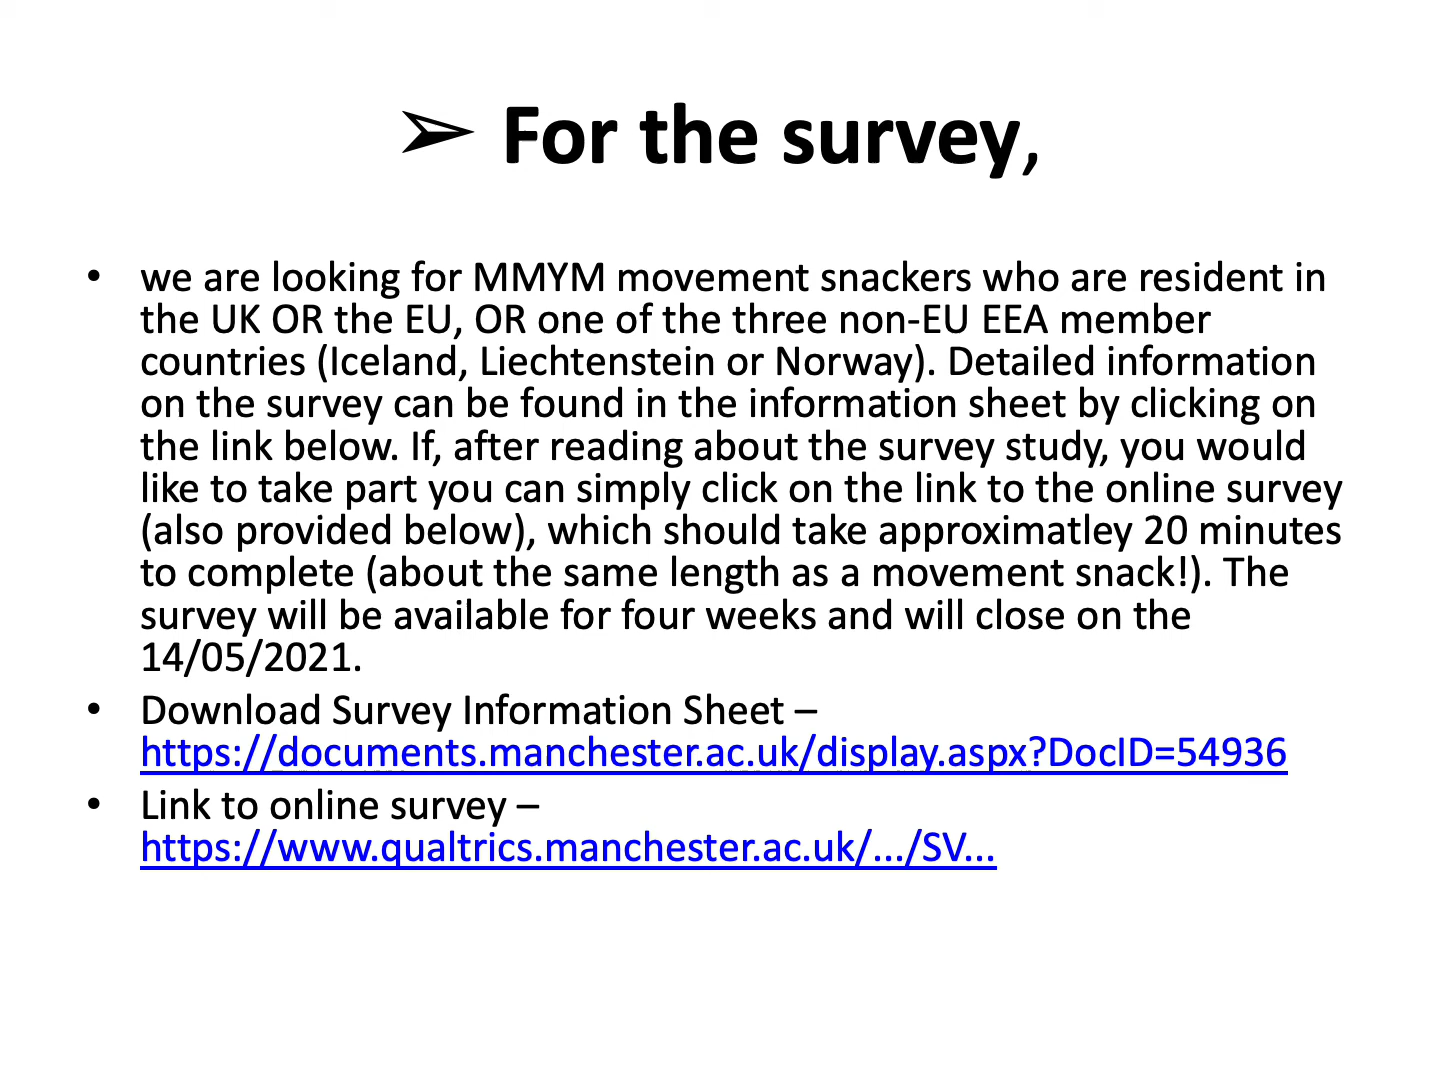 ➢ For the survey,
• we are looking for MMYM movement snackers who are resident in
the UK OR the EU, OR one of the three non-EU EEA member
countries (Iceland, Liechtenstein or Norway). Detailed information
on the survey can be found in the information sheet by clicking on
the link below. If, after reading about the survey study, you would
like to take part you can simply click on the link to the online survey
(also provided below), which should take approximatley 20 minutes
to complete (about the same length as a movement snack!). The
survey will be available for four weeks and will close on the
14/05/2021.
• Download Survey Information Sheet –
https://documents.manchester.ac.uk/display.aspx?DocID=54936
• Link to online survey –
https://www.qualtrics.manchester.ac.uk/.../SV...